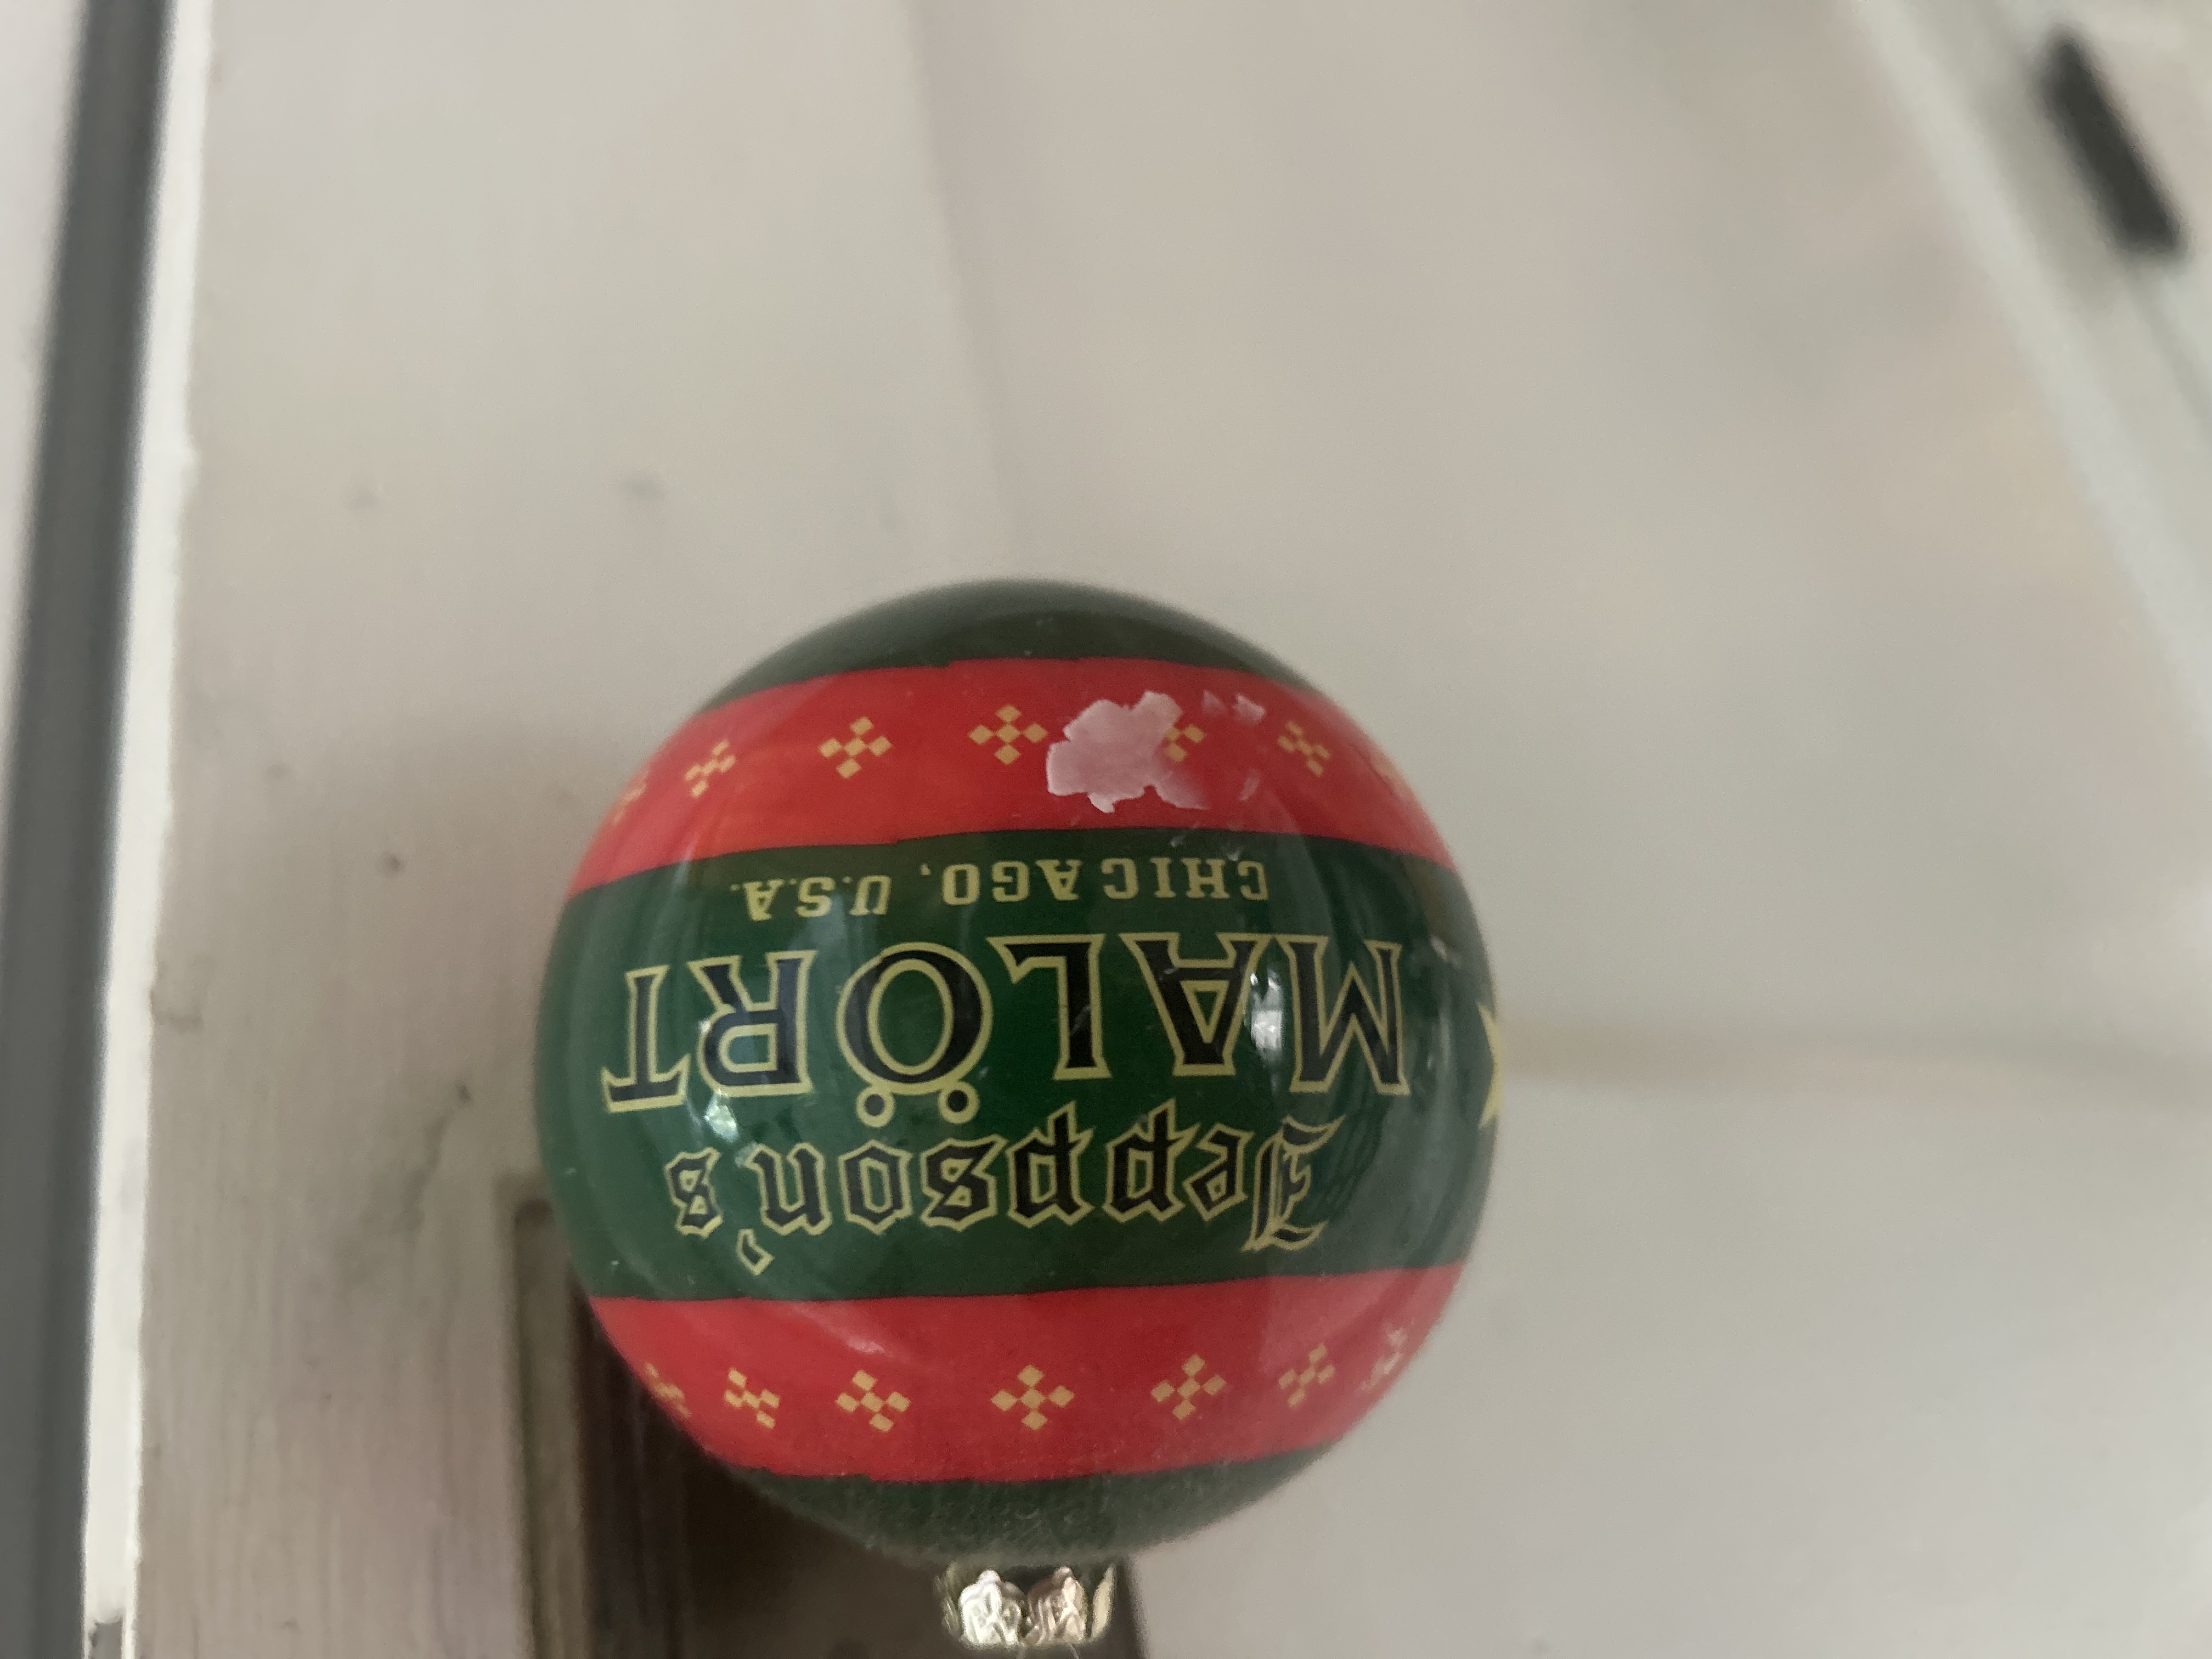 Jeppson's
MALÖRT
CHICAGO, U.S.A.